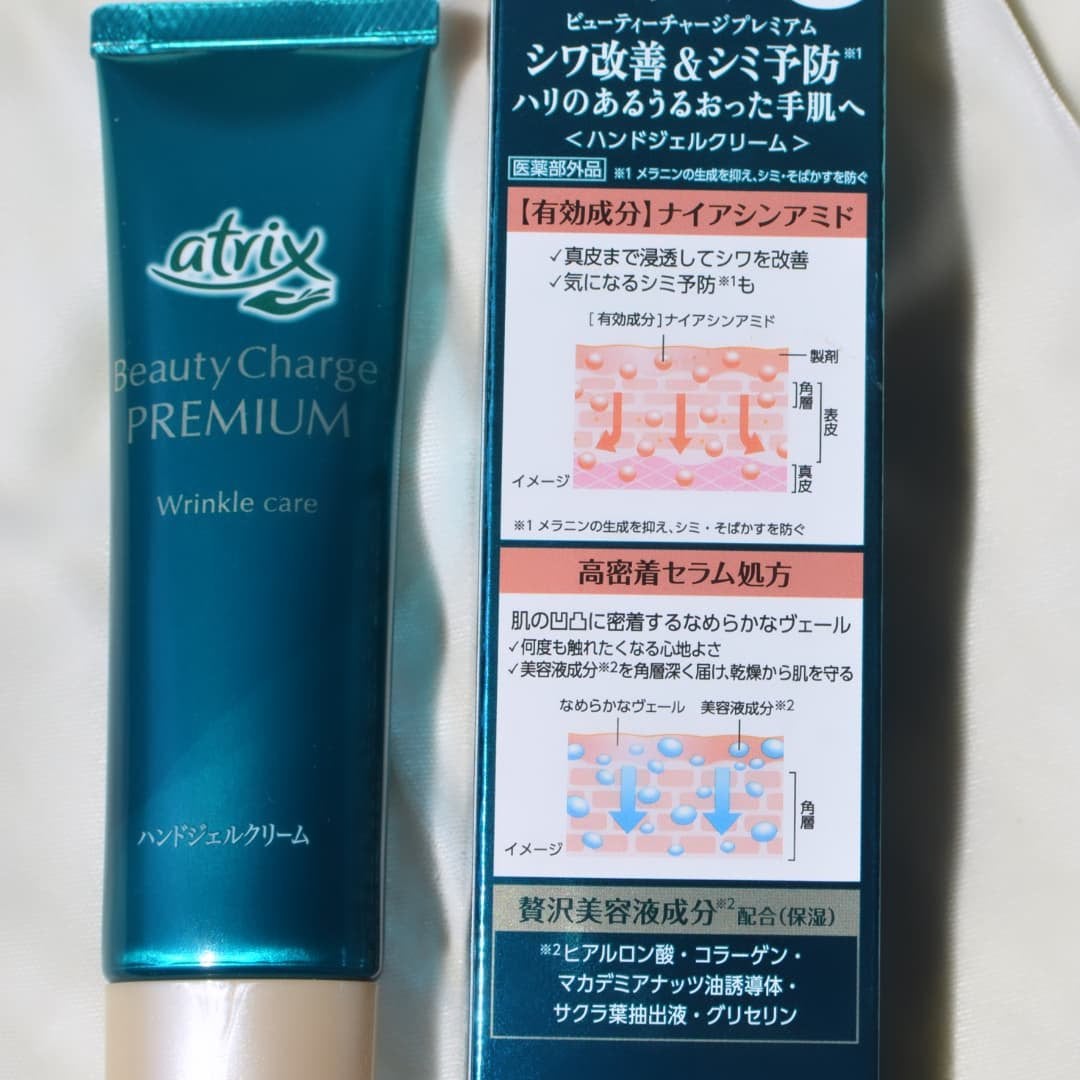 atrix
Beauty Charge
PREMIUM
Wrinkle care
ハンドジェルクリーム
ビューティーチャージプレミアム
シワ改善&シミ予防※1
ハリのあるうるおった手肌へ
<ハンドジェルクリーム>
医薬部外品 ※1 メラニンの生成を抑え、シミ・そばかすを防ぐ
【有効成分】ナイアシンアミド
✓真皮まで浸透してシワを改善
✓気になるシミ予防※1も
[有効成分]ナイアシンアミド
製剤
角層
表皮
真皮
イメージ
※1 メラニンの生成を抑え、シミ・そばかすを防ぐ
高密着セラム処方
肌の凹凸に密着するなめらかなヴェール
✓何度も触れたくなる心地よさ
✓美容液成分※2を角層深く届け、乾燥から肌を守る
なめらかなヴェール 美容液成分※2
角層
イメージ
贅沢美容液成分※2配合(保湿)
※2ヒアルロン酸・コラーゲン・
マカデミアナッツ油誘導体・
サクラ葉抽出液・グリセリン